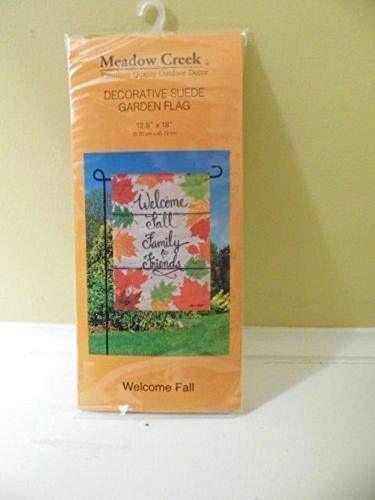 Meadow Creek
Premium Quality Outdoor Decor
DECORATIVE SUEDE
GARDEN FLAG
12.5" x 18"
Welcome
Fall
Family
&
Friends
Welcome Fall